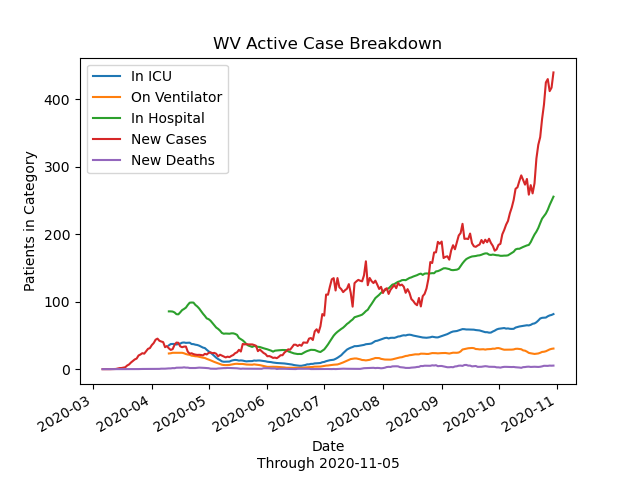 WV Active Case Breakdown
In ICU
On Ventilator
In Hospital
New Cases
New Deaths
Patients in Category
400
300
200
100
0
2020-03
2020-04
2020-05
2020-06
2020-07
2020-08
2020-09
2020-10
2020-11
Date
Through 2020-11-05